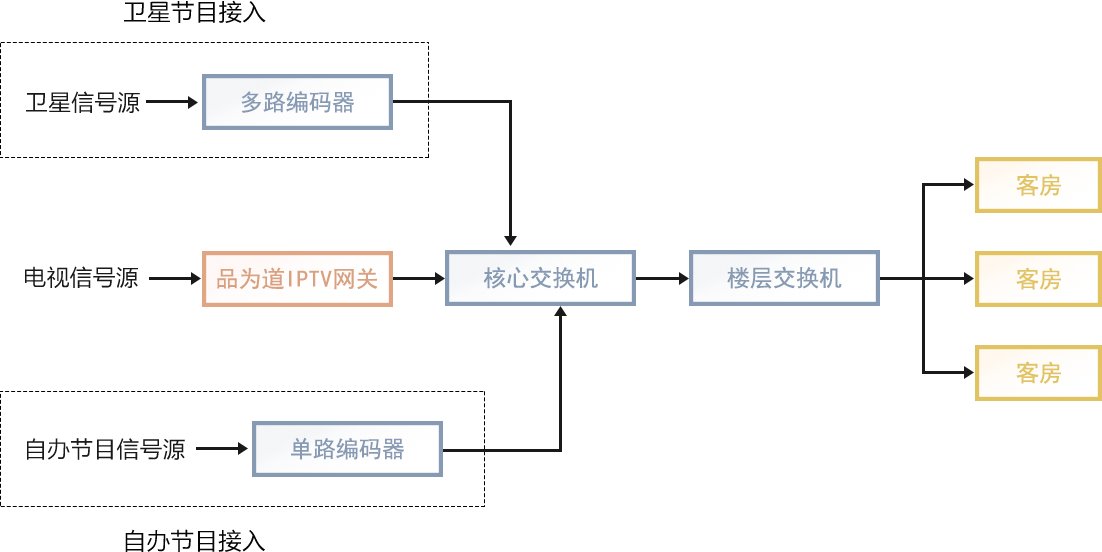 卫星节目接入
卫星信号源
多路编码器
电视信号源
品为道IPTV网关
核心交换机
楼层交换机
客房
客房
客房
自办节目信号源
单路编码器
自办节目接入